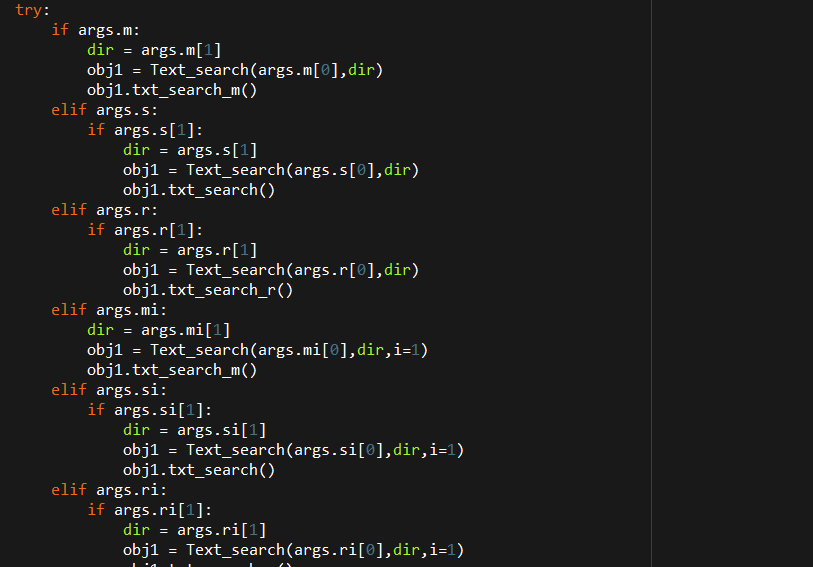 try:
    if args.m:
        dir = args.m[1]
        obj1 = Text_search(args.m[0],dir)
        obj1.txt_search_m()
    elif args.s:
        if args.s[1]:
            dir = args.s[1]
            obj1 = Text_search(args.s[0],dir)
            obj1.txt_search()
    elif args.r:
        if args.r[1]:
            dir = args.r[1]
            obj1 = Text_search(args.r[0],dir)
            obj1.txt_search_r()
    elif args.mi:
        dir = args.mi[1]
        obj1 = Text_search(args.mi[0],dir,i=1)
        obj1.txt_search_m()
    elif args.si:
        if args.si[1]:
            dir = args.si[1]
            obj1 = Text_search(args.si[0],dir,i=1)
            obj1.txt_search()
    elif args.ri:
        if args.ri[1]:
            dir = args.ri[1]
            obj1 = Text_search(args.ri[0],dir,i=1)